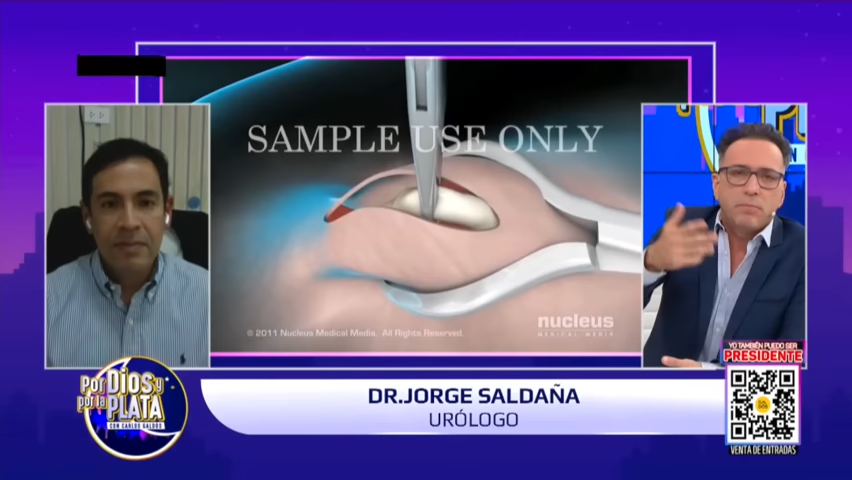 SAMPLE USE ONLY
© 2011 Nucleus Medical Media. All Rights Reserved.
nucleus
MEDICAL MEDIA
POR DIOS Y
por la PLATA
CON CARLOS GALDÓS
DR.JORGE SALDAÑA
URÓLOGO
YO TAMBIÉN PUEDO SER
PRESIDENTE
VENTA DE ENTRADAS